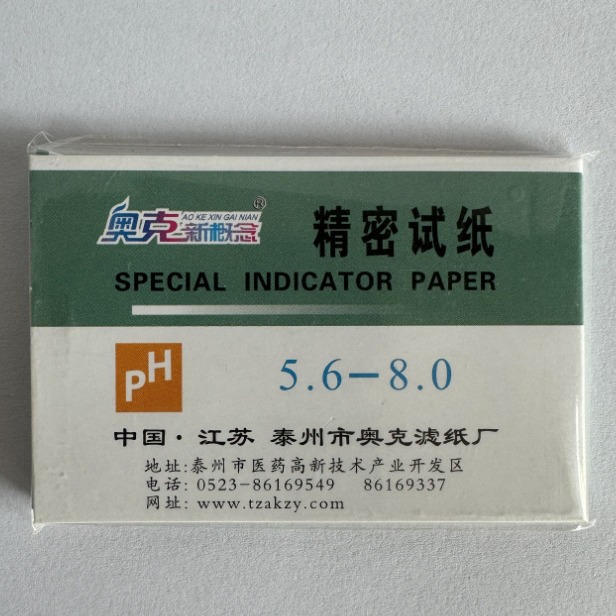 奥克新概念® AO KE XIN GAI NIAN
精密试纸
SPECIAL INDICATOR PAPER
pH
5.6-8.0
中国·江苏 泰州市奥克滤纸厂
地址:泰州市医药高新技术产业开发区
电话: 0523-86169549 86169337
网址: www.tzakzy.com